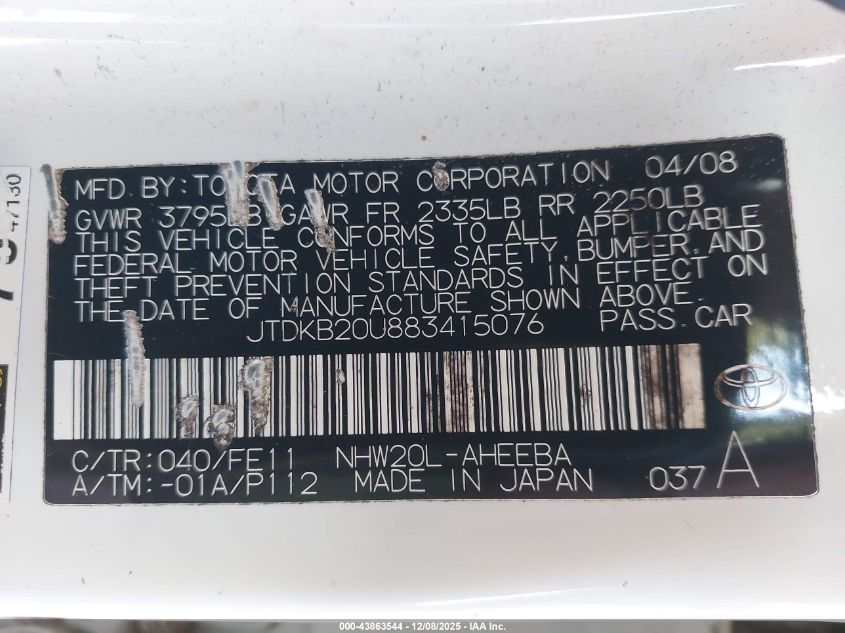 MFD. BY: TOYOTA MOTOR CORPORATION 04/08
GVWR 3795LB GAWR FR 2335LB RR 2250LB
THIS VEHICLE CONFORMS TO ALL APPLICABLE
FEDERAL MOTOR VEHICLE SAFETY, BUMPER, AND
THEFT PREVENTION STANDARDS IN EFFECT ON
THE DATE OF MANUFACTURE SHOWN ABOVE.
JTDKB20U883415076 PASS. CAR
C/TR: 040/FE11 NHW20L-AHEEBA
A/TM: -01A/P112 MADE IN JAPAN 037 A
47130
000-43863544 | 12/08/2025 | IAA Inc.